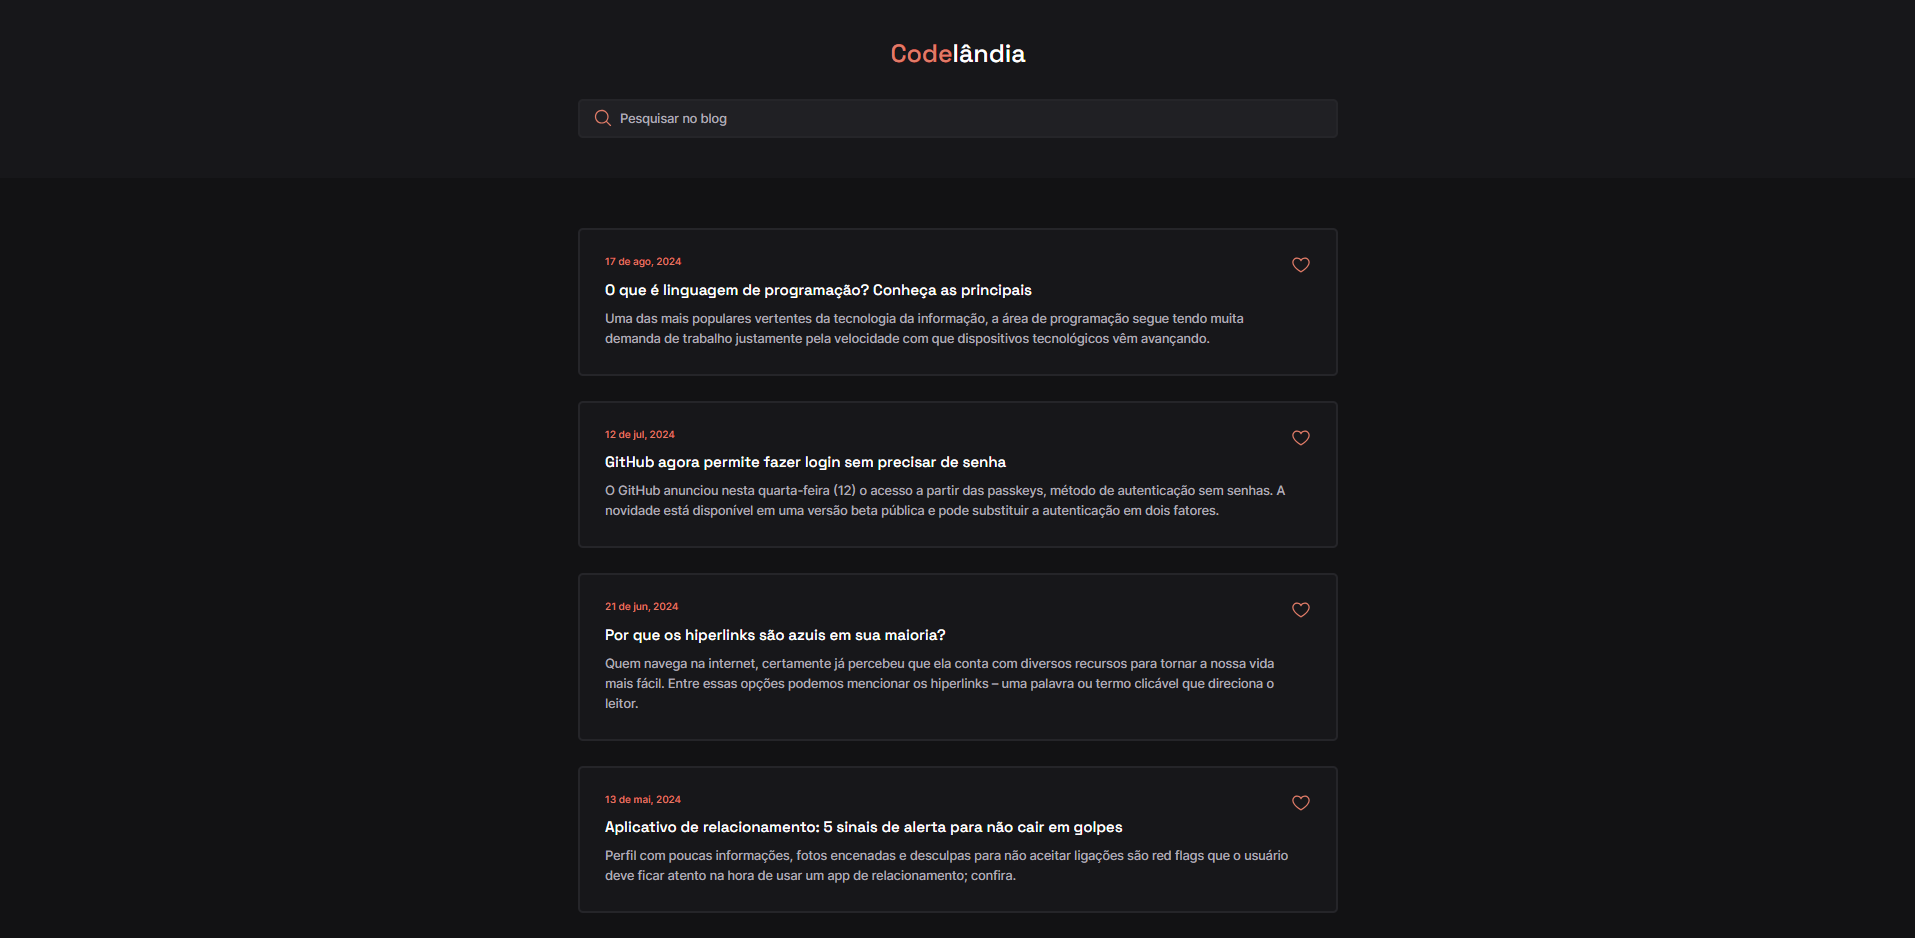 Codelândia
Pesquisar no blog
17 de ago, 2024
O que é linguagem de programação? Conheça as principais
Uma das mais populares vertentes da tecnologia da informação, a área de programação segue tendo muita
demanda de trabalho justamente pela velocidade com que dispositivos tecnológicos vêm avançando.
12 de jul, 2024
GitHub agora permite fazer login sem precisar de senha
O GitHub anunciou nesta quarta-feira (12) o acesso a partir das passkeys, método de autenticação sem senhas. A
novidade está disponível em uma versão beta pública e pode substituir a autenticação em dois fatores.
21 de jun, 2024
Por que os hiperlinks são azuis em sua maioria?
Quem navega na internet, certamente já percebeu que ela conta com diversos recursos para tornar a nossa vida
mais fácil. Entre essas opções podemos mencionar os hiperlinks – uma palavra ou termo clicável que direciona o
leitor.
13 de mai, 2024
Aplicativo de relacionamento: 5 sinais de alerta para não cair em golpes
Perfil com poucas informações, fotos encenadas e desculpas para não aceitar ligações são red flags que o usuário
deve ficar atento na hora de usar um app de relacionamento; confira.